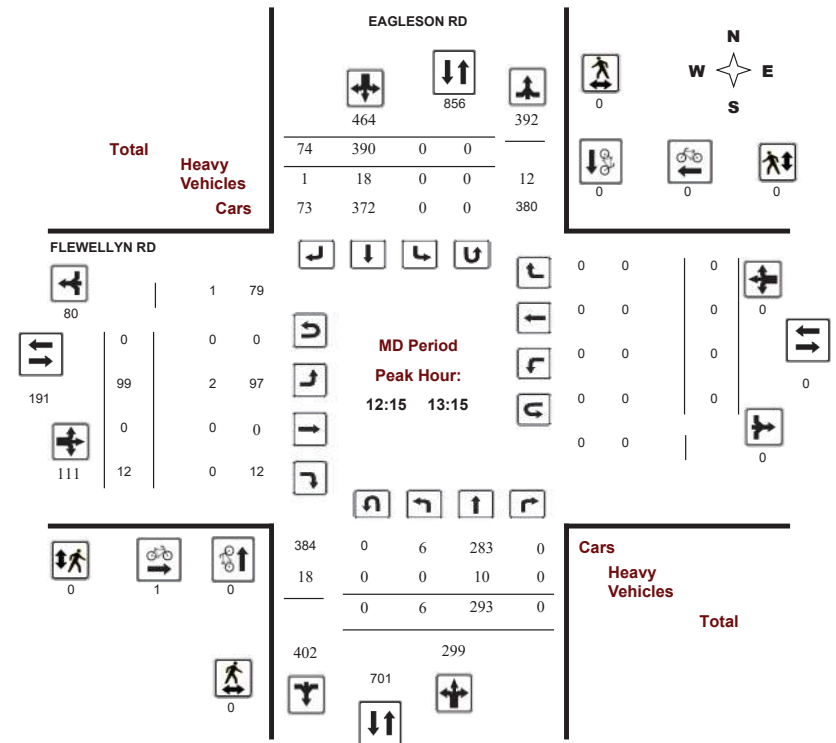 EAGLESON RD
N
W E
S
856
464 392
0
Total 74 390 0 0
Heavy
Vehicles 1 18 0 0 12
Cars 73 372 0 0 380
0 0 0
FLEWELLYN RD
80 1 79
0 0 0
191 99 2 97
0 0 0
111 12 0 12
MD Period
Peak Hour:
12:15 13:15
0 0 0 0
0 0 0
0 0 0
0 0 0 0
0 0 0
384 0 6 283 0 Cars
18 0 0 10 0 Heavy
Vehicles
0 6 293 0 Total
0 1 0
402 299
701
0